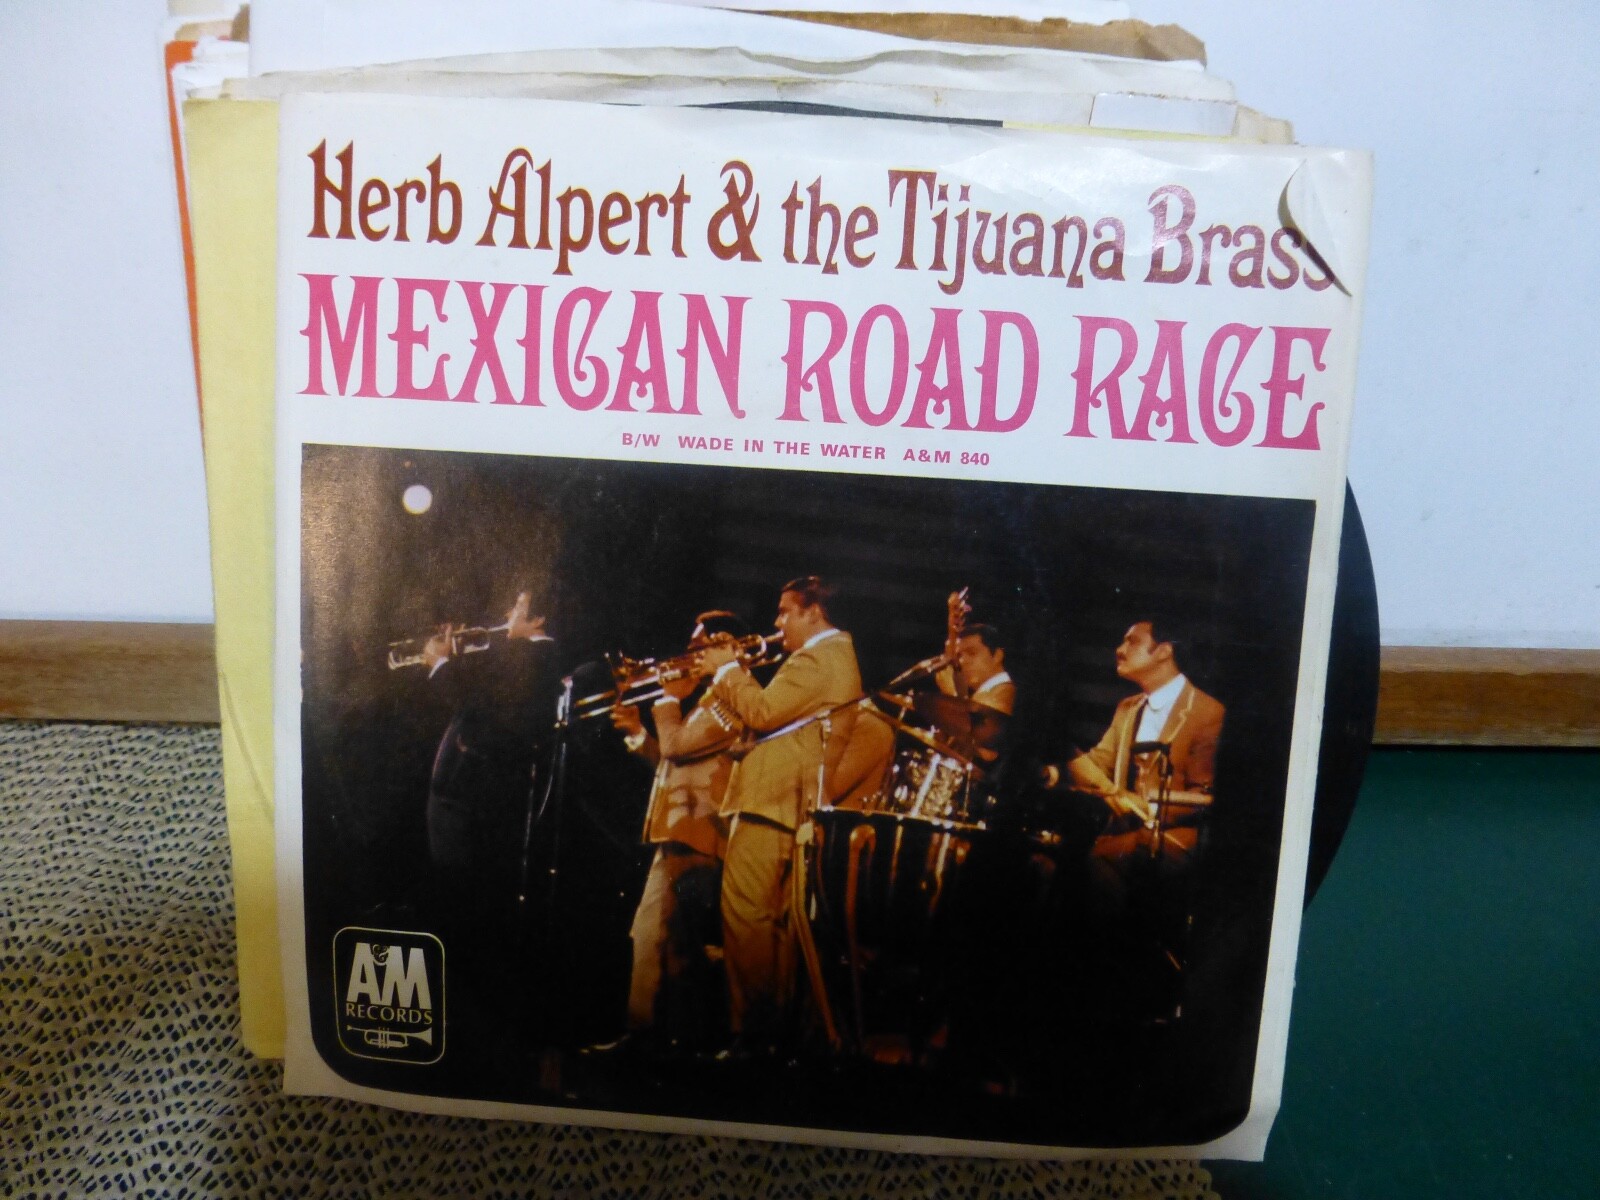 Herb Alpert & the Tijuana Brass
MEXICAN ROAD RACE
B/W WADE IN THE WATER A&M 840
A&M
RECORDS